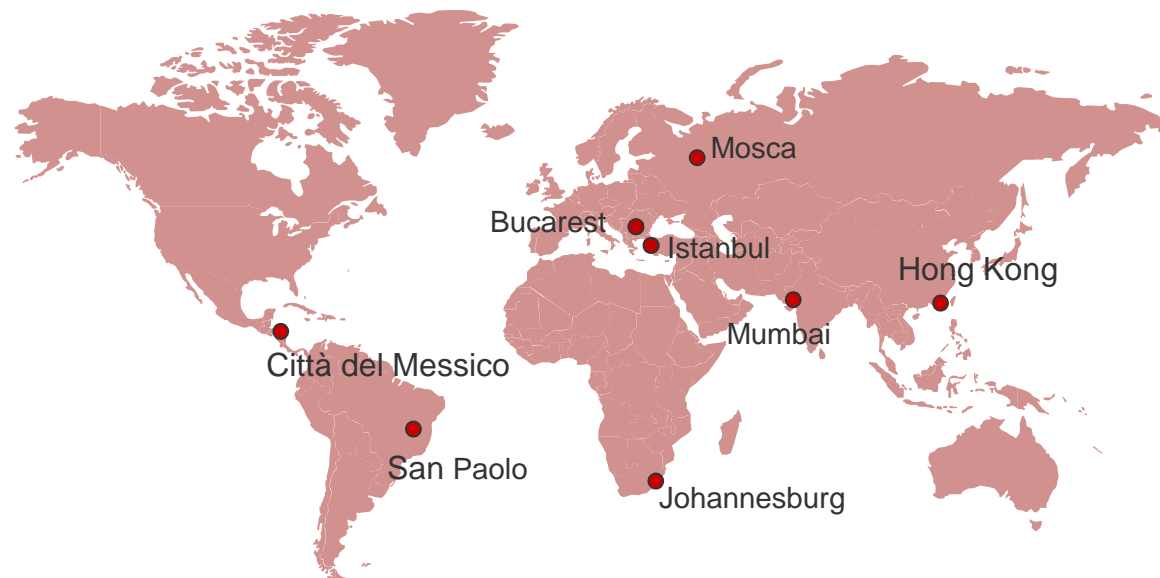 Mosca
Bucarest
Istanbul
Hong Kong
Mumbai
Città del Messico
San Paolo
Johannesburg